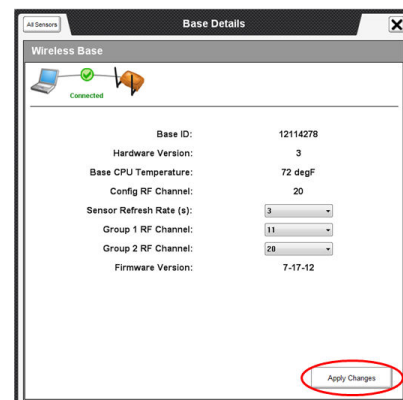 All Sensors
Base Details
X
Wireless Base
Connected
Base ID: 12114278
Hardware Version: 3
Base CPU Temperature: 72 degF
Config RF Channel: 20
Sensor Refresh Rate (s): 3
Group 1 RF Channel: 11
Group 2 RF Channel: 20
Firmware Version: 7-17-12
Apply Changes